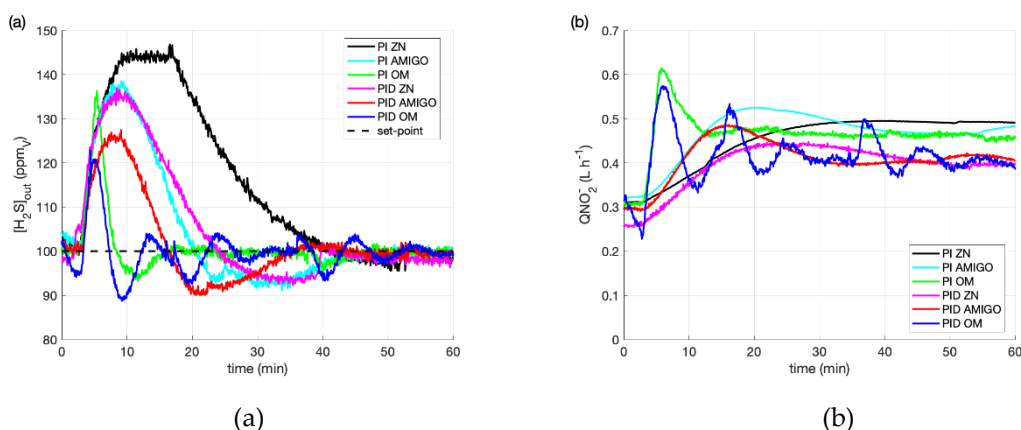 (a)
[H2S]out (ppmV)
150
140
130
120
110
100
90
80
0 10 20 30 40 50 60
time (min)
PI ZN
PI AMIGO
PI OM
PID ZN
PID AMIGO
PID OM
set-point
(b)
QNO2- (L h-1)
0.7
0.6
0.5
0.4
0.3
0.2
0.1
0
0 10 20 30 40 50 60
time (min)
PI ZN
PI AMIGO
PI OM
PID ZN
PID AMIGO
PID OM
(a)
(b)